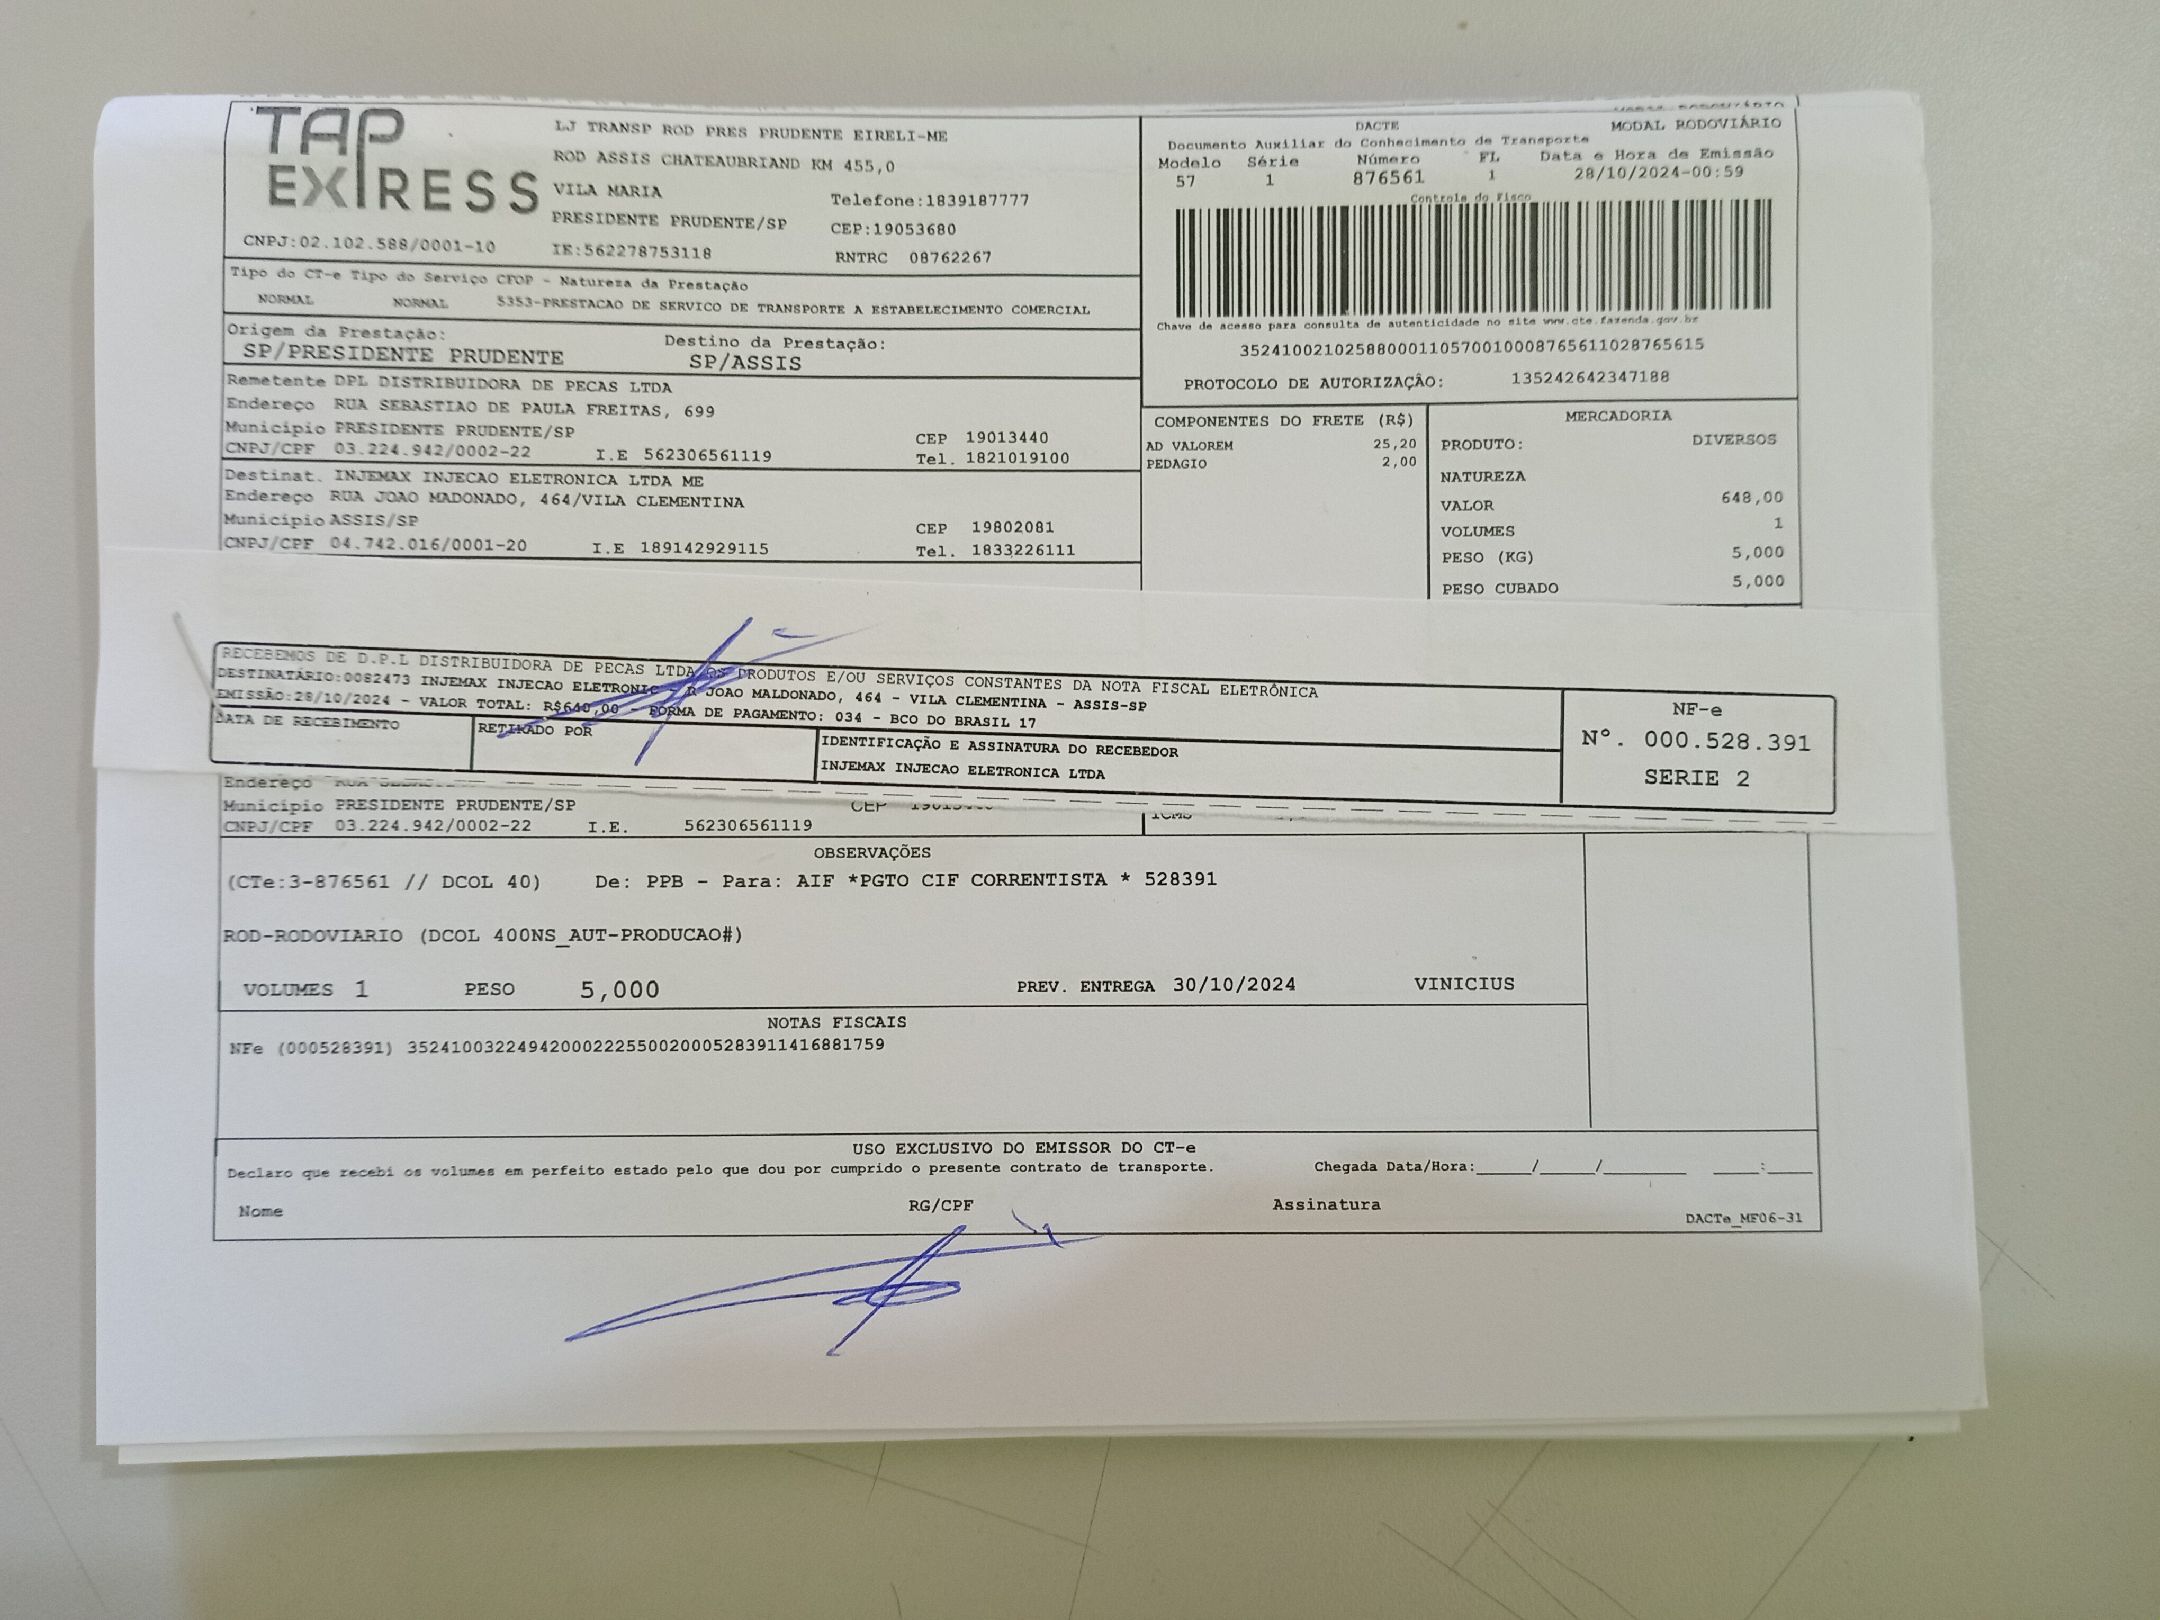 TAP EXPRESS
LJ TRANSP ROD PRES PRUDENTE EIRELI-ME
ROD ASSIS CHATEAUBRIAND KM 455,0
VILA MARIA
Telefone:1839187777
PRESIDENTE PRUDENTE/SP
CEP:19053680
CNPJ:02.102.588/0001-10
IE:562278753118
RNTRC 08762267
Tipo do CT-e Tipo do Serviço CFOP - Natureza da Prestação
NORMAL NORMAL 5353-PRESTACAO DE SERVICO DE TRANSPORTE A ESTABELECIMENTO COMERCIAL
Origem da Prestação: Destino da Prestação:
SP/PRESIDENTE PRUDENTE SP/ASSIS
Remetente DPL DISTRIBUIDORA DE PECAS LTDA
Endereço RUA SEBASTIAO DE PAULA FREITAS, 699
Município PRESIDENTE PRUDENTE/SP CEP 19013440
CNPJ/CPF 03.224.942/0002-22 I.E 562306561119 Tel. 1821019100
Destinat. INJEMAX INJECAO ELETRONICA LTDA ME
Endereço RUA JOAO MADONADO, 464/VILA CLEMENTINA
Município ASSIS/SP CEP 19802081
CNPJ/CPF 04.742.016/0001-20 I.E 189142929115 Tel. 1833226111
DACTE MODAL RODOVIÁRIO
Documento Auxiliar do Conhecimento de Transporte
Modelo Série Número FL Data e Hora de Emissão
57 1 876561 1 28/10/2024-00:59
Controle do Fisco
Chave de acesso para consulta de autenticidade no site www.cte.fazenda.gov.br
35241002102588000110570010008765611028765615
PROTOCOLO DE AUTORIZAÇÃO: 135242642347188
COMPONENTES DO FRETE (R$)
AD VALOREM 25,20
PEDAGIO 2,00
MERCADORIA
PRODUTO: DIVERSOS
NATUREZA
VALOR 648,00
VOLUMES 1
PESO (KG) 5,000
PESO CUBADO 5,000
RECEBEMOS DE D.P.L DISTRIBUIDORA DE PECAS LTDA OS PRODUTOS E/OU SERVIÇOS CONSTANTES DA NOTA FISCAL ELETRÔNICA
DESTINATÁRIO:0082473 INJEMAX INJECAO ELETRONIC - R JOAO MALDONADO, 464 - VILA CLEMENTINA - ASSIS-SP
EMISSÃO:28/10/2024 - VALOR TOTAL: - FORMA DE PAGAMENTO: 034 - BCO DO BRASIL 17
DATA DE RECEBIMENTO
RETIRADO POR
IDENTIFICAÇÃO E ASSINATURA DO RECEBEDOR
INJEMAX INJECAO ELETRONICA LTDA
NF-e
Nº. 000.528.391
SERIE 2
Endereço RUA
Município PRESIDENTE PRUDENTE/SP CEP
CNPJ/CPF 03.224.942/0002-22 I.E. 562306561119
ICMS
OBSERVAÇÕES
(CTe:3-876561 // DCOL 40) De: PPB - Para: AIF *PGTO CIF CORRENTISTA * 528391
ROD-RODOVIARIO (DCOL 400NS_AUT-PRODUCAO#)
VOLUMES 1 PESO 5,000 PREV. ENTREGA 30/10/2024 VINICIUS
NOTAS FISCAIS
NFe (000528391) 35241003224942000222550020005283911416881759
USO EXCLUSIVO DO EMISSOR DO CT-e
Declaro que recebi os volumes em perfeito estado pelo que dou por cumprido o presente contrato de transporte. Chegada Data/Hora:_____/_____/_______ ____:____
Nome RG/CPF Assinatura
DACTe_MF06-31